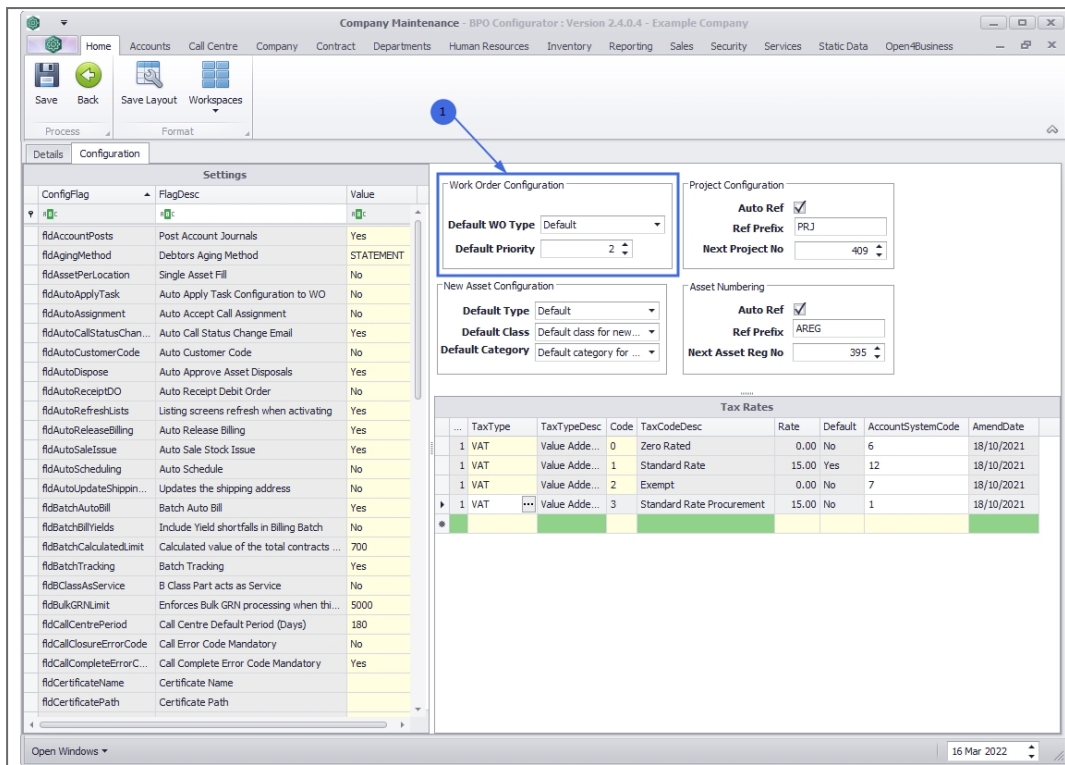 Company Maintenance - BPO Configurator : Version 2.4.0.4 - Example Company
Home Accounts Call Centre Company Contract Departments Human Resources Inventory Reporting Sales Security Services Static Data Open4Business
Save Back Save Layout Workspaces
Process Format
1
Details Configuration
Settings
ConfigFlag FlagDesc Value
fldAccountPosts Post Account Journals Yes
fldAgingMethod Debtors Aging Method STATEMENT
fldAssetPerLocation Single Asset Fill No
fldAutoApplyTask Auto Apply Task Configuration to WO No
fldAutoAssignment Auto Accept Call Assignment No
fldAutoCallStatusChan... Auto Call Status Change Email Yes
fldAutoCustomerCode Auto Customer Code No
fldAutoDispose Auto Approve Asset Disposals Yes
fldAutoReceiptDO Auto Receipt Debit Order No
fldAutoRefreshLists Listing screens refresh when activating Yes
fldAutoReleaseBilling Auto Release Billing Yes
fldAutoSaleIssue Auto Sale Stock Issue Yes
fldAutoScheduling Auto Schedule No
fldAutoUpdateShippin... Updates the shipping address No
fldBatchAutoBill Batch Auto Bill Yes
fldBatchBillYields Include Yield shortfalls in Billing Batch No
fldBatchCalculatedLimit Calculated value of the total contracts ... 700
fldBatchTracking Batch Tracking Yes
fldBClassAsService B Class Part acts as Service No
fldBulkGRNLimit Enforces Bulk GRN processing when thi... 5000
fldCallCentrePeriod Call Centre Default Period (Days) 180
fldCallClosureErrorCode Call Error Code Mandatory No
fldCallCompleteErrorC... Call Complete Error Code Mandatory Yes
fldCertificateName Certificate Name
fldCertificatePath Certificate Path
Work Order Configuration
Default WO Type Default
Default Priority 2
Project Configuration
Auto Ref
Ref Prefix PRJ
Next Project No 409
New Asset Configuration
Default Type Default
Default Class Default class for new...
Default Category Default category for ...
Asset Numbering
Auto Ref
Ref Prefix AREG
Next Asset Reg No 395
Tax Rates
... TaxType TaxTypeDesc Code TaxCodeDesc Rate Default AccountSystemCode AmendDate
1 VAT Value Adde... 0 Zero Rated 0.00 No 6 18/10/2021
1 VAT Value Adde... 1 Standard Rate 15.00 Yes 12 18/10/2021
1 VAT Value Adde... 2 Exempt 0.00 No 7 18/10/2021
1 VAT ... Value Adde... 3 Standard Rate Procurement 15.00 No 1 18/10/2021
Open Windows 16 Mar 2022